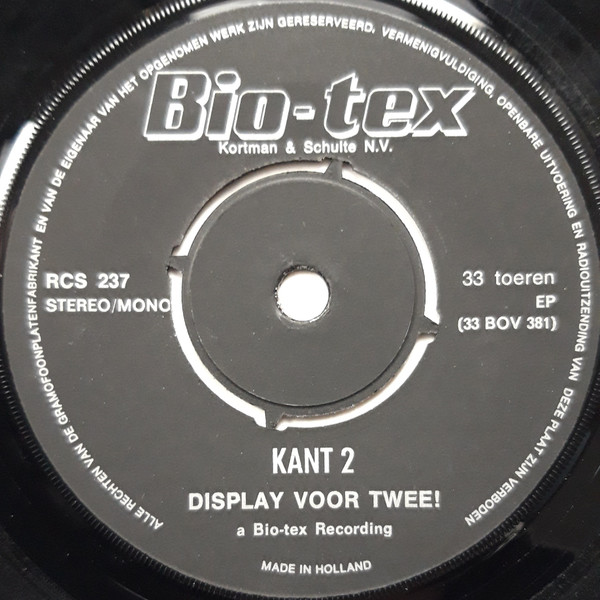 ALLE RECHTEN VAN DE GRAMOFOONPLATENFABRIKANT EN VAN DE EIGENAAR VAN HET OPGENOMEN WERK ZIJN GERESERVEERD. VERMENIGVULDIGING, OPENBARE UITVOERING EN RADIOUITZENDING VAN DEZE PLAAT ZIJN VERBODEN
Bio-tex
Kortman & Schulte N.V.
RCS 237
STEREO/MONO
33 toeren
EP
(33 BOV 381)
KANT 2
DISPLAY VOOR TWEE!
a Bio-tex Recording
MADE IN HOLLAND